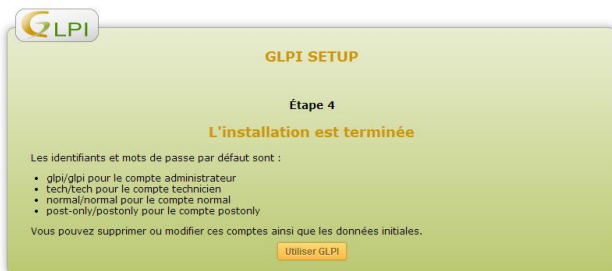 GLPI
GLPI SETUP
Étape 4
L'installation est terminée
Les identifiants et mots de passe par défaut sont :
• glpi/glpi pour le compte administrateur
• tech/tech pour le compte technicien
• normal/normal pour le compte normal
• post-only/postonly pour le compte postonly
Vous pouvez supprimer ou modifier ces comptes ainsi que les données initiales.
Utiliser GLPI